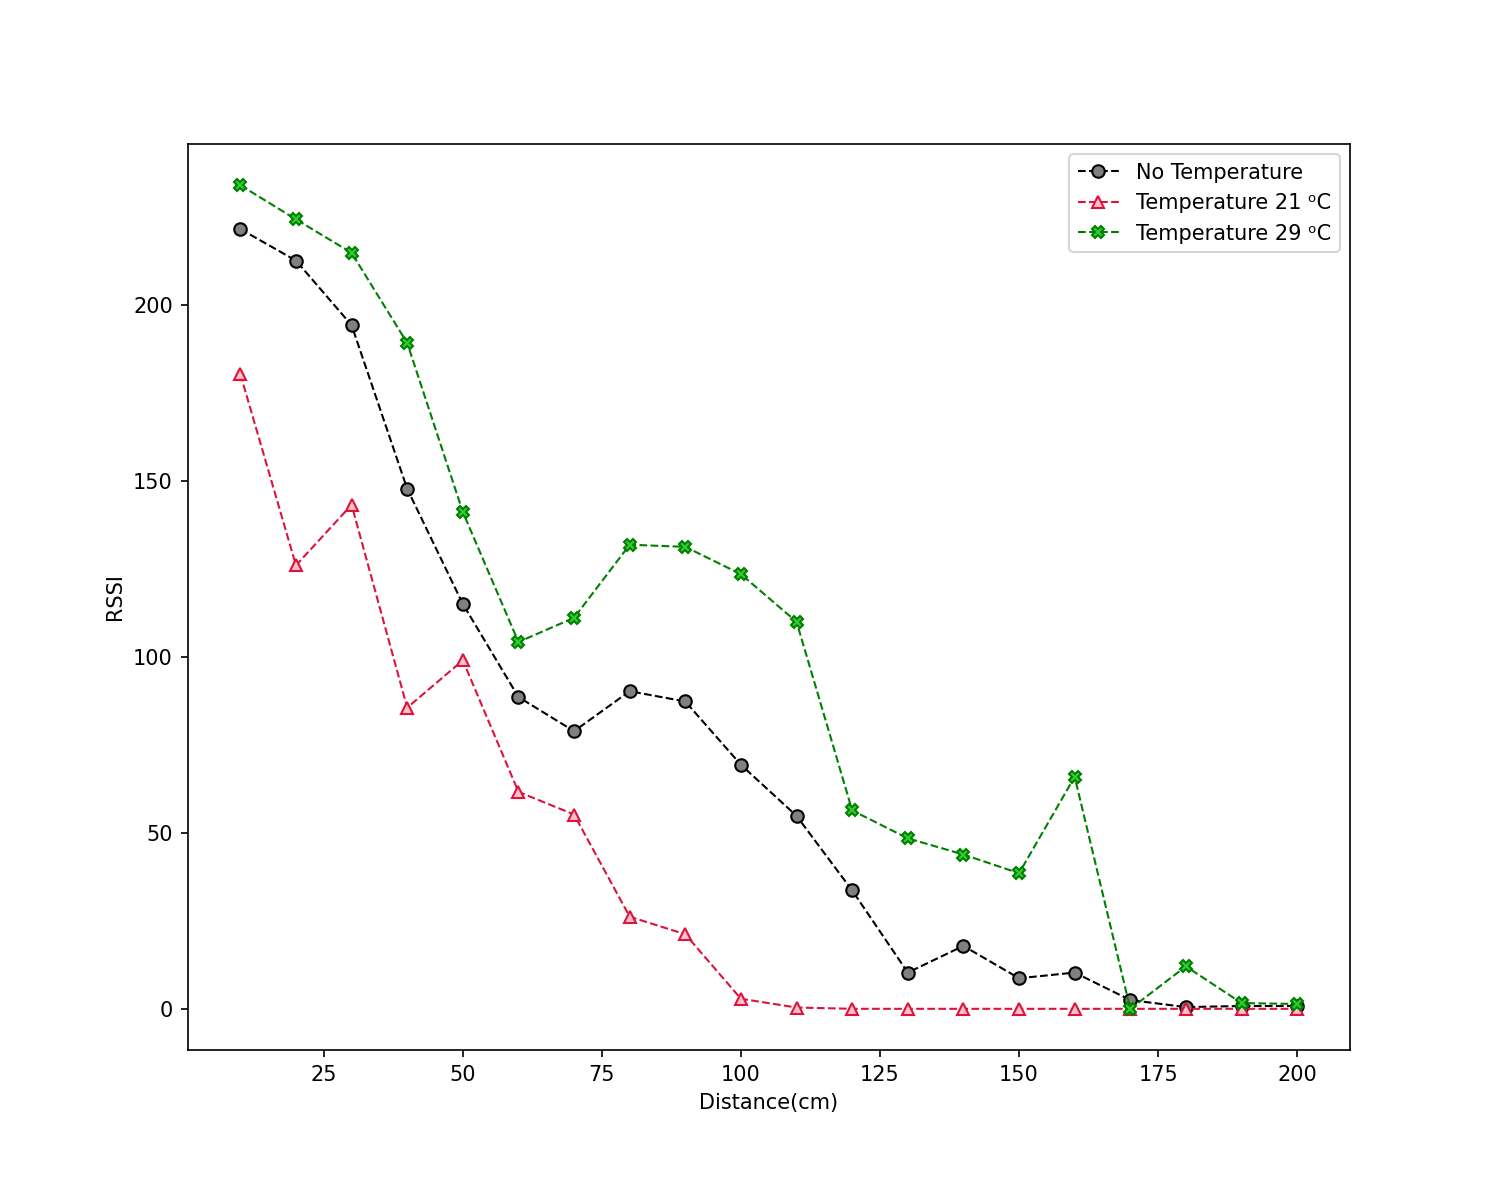 No Temperature
Temperature 21 ᵒC
Temperature 29 ᵒC
RSSI
200
150
100
50
0
25 50 75 100 125 150 175 200
Distance(cm)